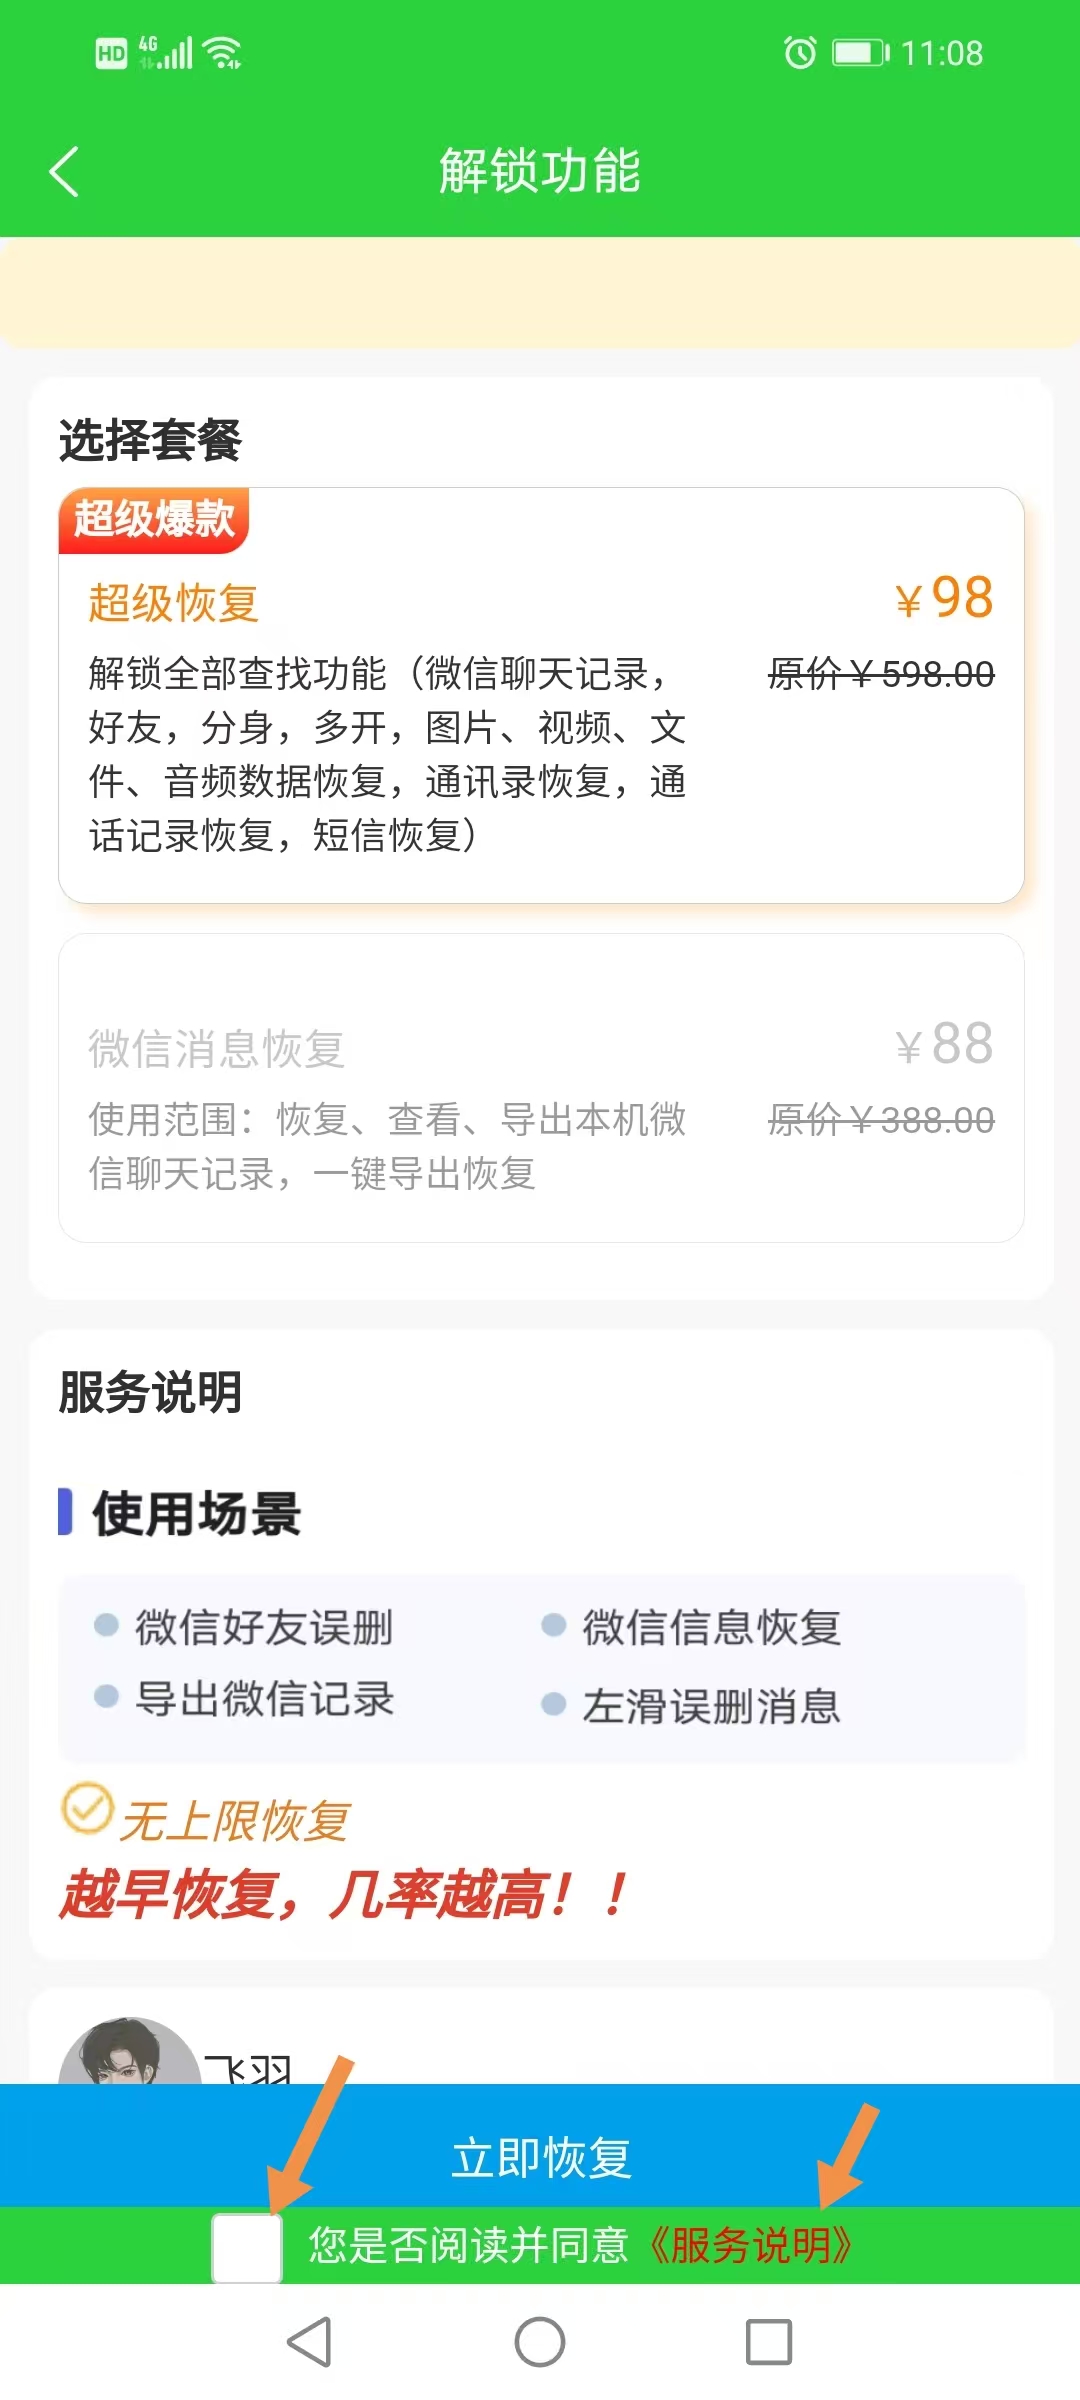 HD 4G 11:08
解锁功能
选择套餐
超级爆款
超级恢复 ￥98
解锁全部查找功能（微信聊天记录， 原价￥598.00
好友，分身，多开，图片、视频、文
件、音频数据恢复，通讯录恢复，通
话记录恢复，短信恢复）
微信消息恢复 ￥88
使用范围：恢复、查看、导出本机微 原价￥388.00
信聊天记录，一键导出恢复
服务说明
使用场景
微信好友误删 微信信息恢复
导出微信记录 左滑误删消息
无上限恢复
越早恢复，几率越高！！
飞羽
立即恢复
您是否阅读并同意《服务说明》